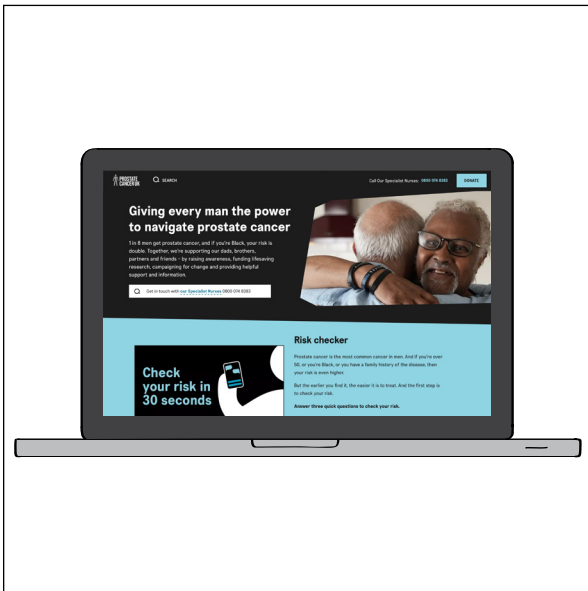 PROSTATE
CANCER UK
SEARCH
Call Our Specialist Nurses: 0800 074 8383
DONATE
Giving every man the power
to navigate prostate cancer
1 in 8 men get prostate cancer, and if you're Black, your risk is
double. Together, we're supporting our dads, brothers,
partners and friends - by raising awareness, funding lifesaving
research, campaigning for change and providing helpful
support and information.
Get in touch with our Specialist Nurses 0800 074 8383
Check
your risk in
30 seconds
Risk checker
Prostate cancer is the most common cancer in men. And if you're over
50, or you're Black, or you have a family history of the disease, then
your risk is even higher.
But the earlier you find it, the easier it is to treat. And the first step is
to check your risk.
Answer three quick questions to check your risk.